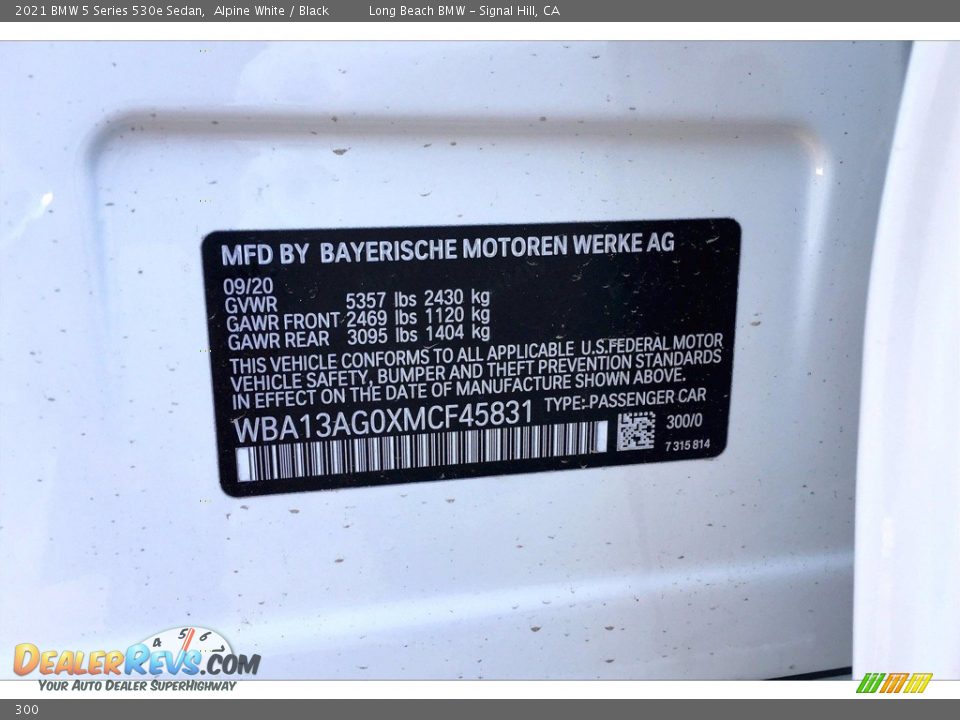 2021 BMW 5 Series 530e Sedan, Alpine White / Black Long Beach BMW - Signal Hill, CA
MFD BY BAYERISCHE MOTOREN WERKE AG
09/20
GVWR 5357 lbs 2430 kg
GAWR FRONT 2469 lbs 1120 kg
GAWR REAR 3095 lbs 1404 kg
THIS VEHICLE CONFORMS TO ALL APPLICABLE U.S.FEDERAL MOTOR
VEHICLE SAFETY, BUMPER AND THEFT PREVENTION STANDARDS
IN EFFECT ON THE DATE OF MANUFACTURE SHOWN ABOVE.
WBA13AG0XMCF45831 TYPE: PASSENGER CAR
300/0
7 315 814
4 5 6 7
DEALERREVS.COM
YOUR AUTO DEALER SUPERHIGHWAY
300